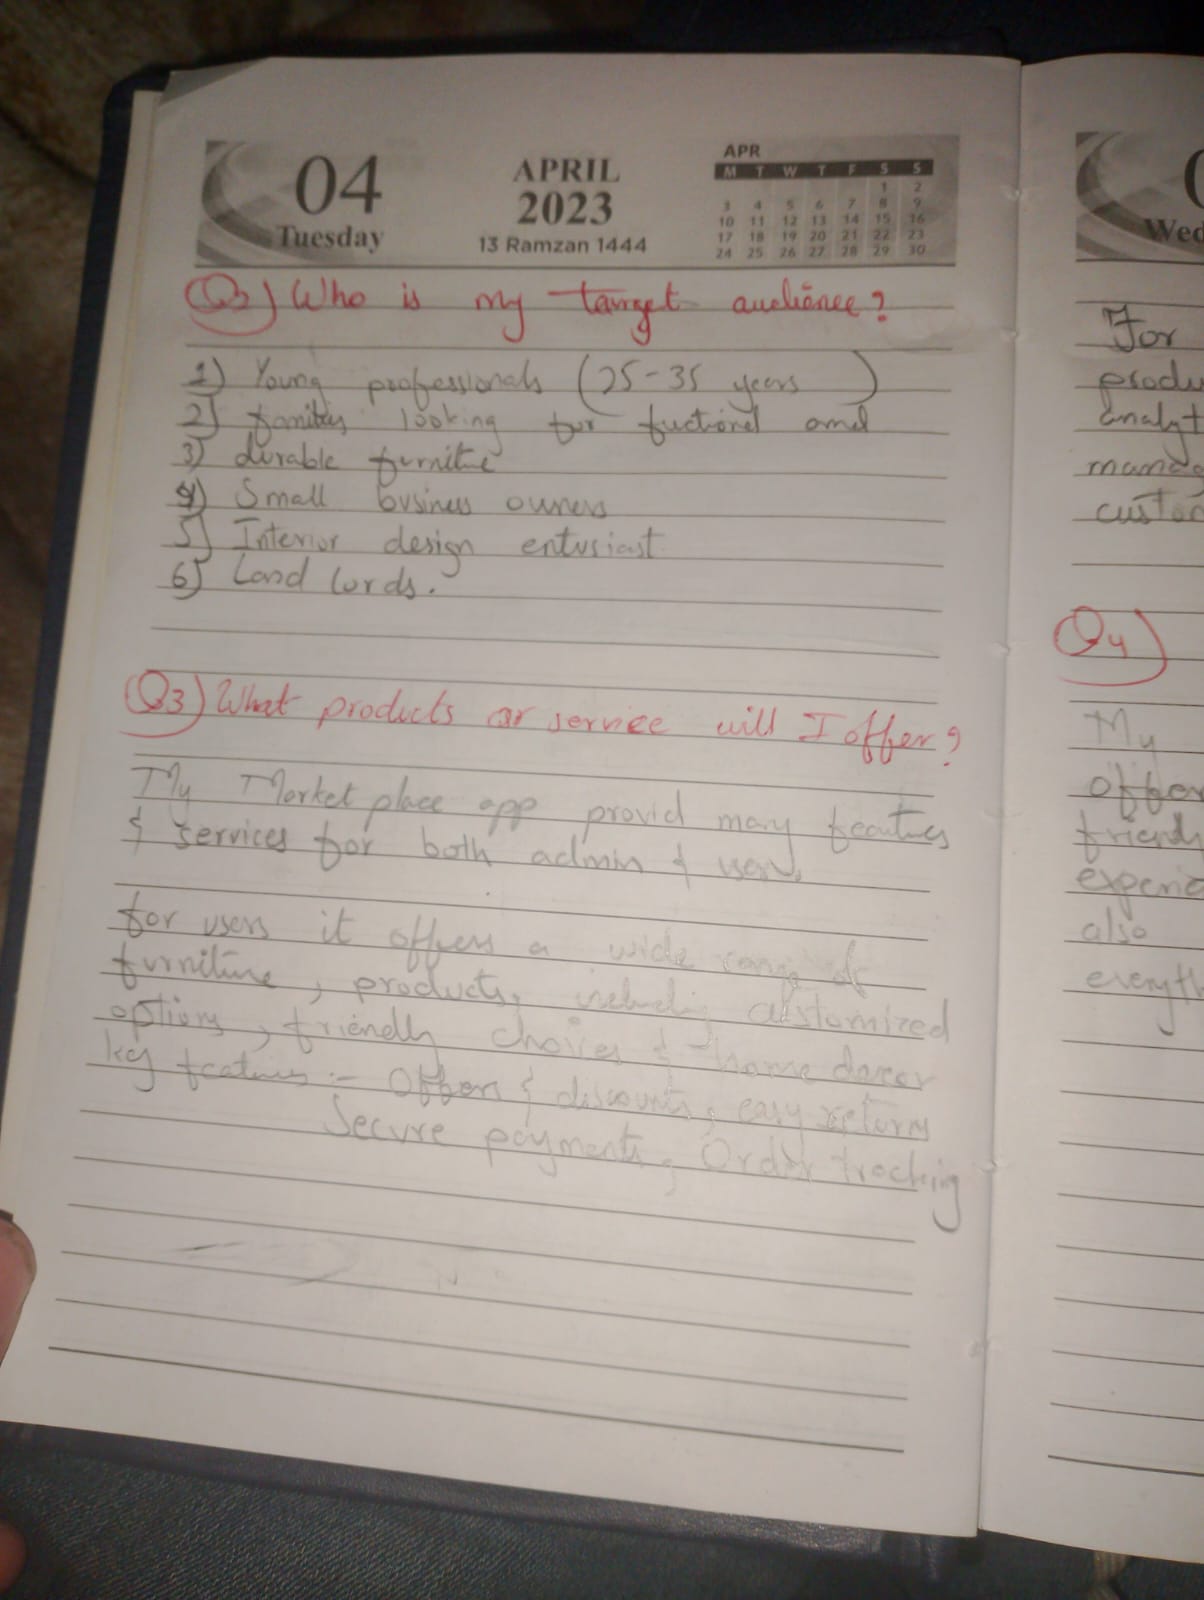 04
Tuesday
APRIL
2023
13 Ramzan 1444
APR
M T W T F S S
1 2
3 4 5 6 7 8 9
10 11 12 13 14 15 16
17 18 19 20 21 22 23
24 25 26 27 28 29 30
Who is my target audience?
1) Young professionals (25-35 years)
2) families looking for fuctional and
3) durable furniture
4) Small business owners
5) Interior design entusiast
6) Land lords.
Q3) What products or service will I offer?
My Market place app provid many features
& services for both admin & user.
for users it offers a wide range of
furniture, products, including customized
options, friendly choices & home decor
key features :- Offers & discounts, easy return
Secure payments, Order tracking
Wed
For
produ
analyt
manag
custo
Q4)
My
offer
friendl
experie
also
everyth